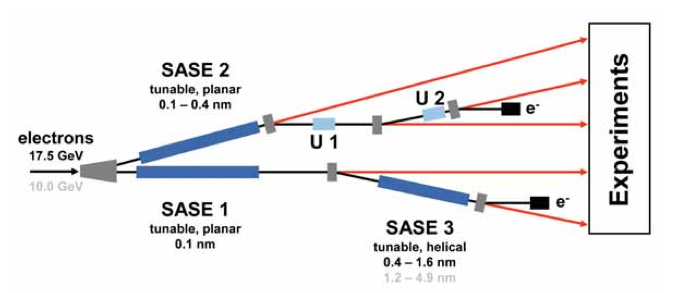 SASE 2
tunable, planar
0.1 – 0.4 nm
U 2
e-
electrons
17.5 GeV
10.0 GeV
U 1
SASE 1
tunable, planar
0.1 nm
e-
SASE 3
tunable, helical
0.4 – 1.6 nm
1.2 – 4.9 nm
Experiments